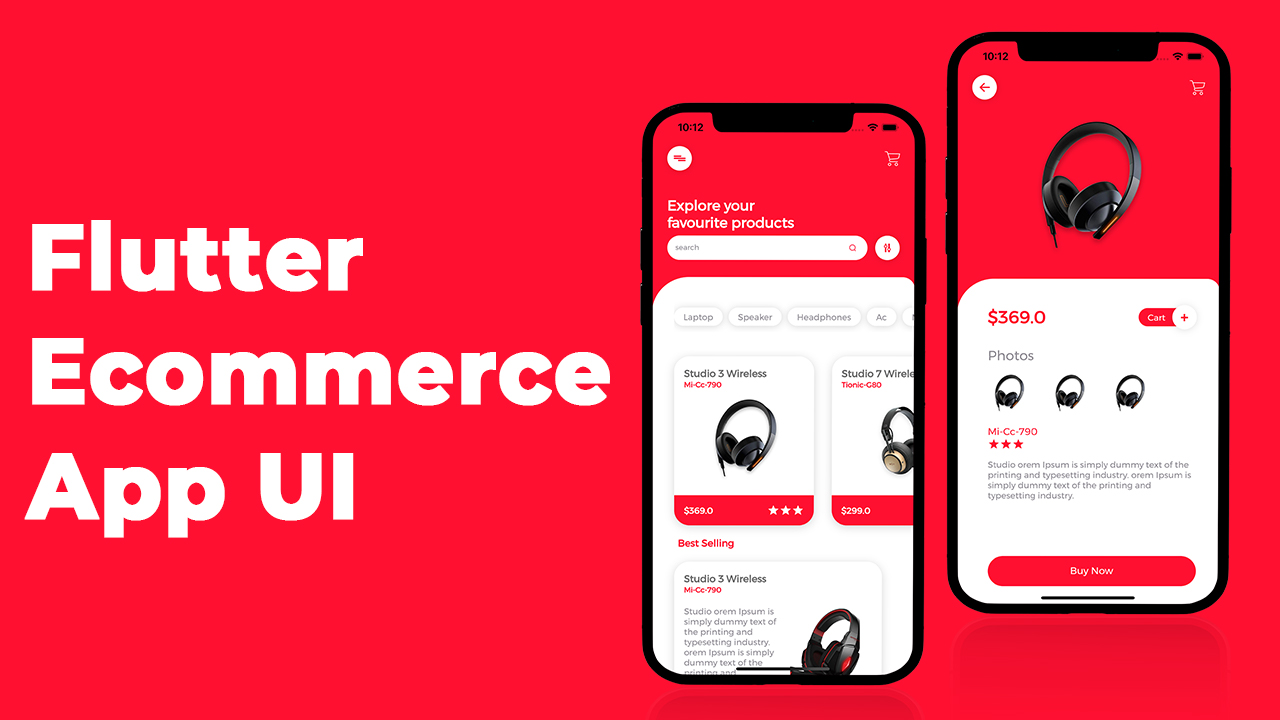 Flutter
Ecommerce
App UI
10:12
Explore your
favourite products
search
Laptop
Speaker
Headphones
Ac
Studio 3 Wireless
Mi-Cc-790
$369.0
Studio 7 Wirele
Tionic-G80
$299.0
Best Selling
Studio 3 Wireless
Mi-Cc-790
Studio orem Ipsum is
simply dummy text of
the printing and
typesetting industry.
orem Ipsum is simply
dummy text of the
printing and
10:12
$369.0
Cart
Photos
Mi-Cc-790
Studio orem Ipsum is simply dummy text of the
printing and typesetting industry. orem Ipsum is
simply dummy text of the printing and
typesetting industry.
Buy Now